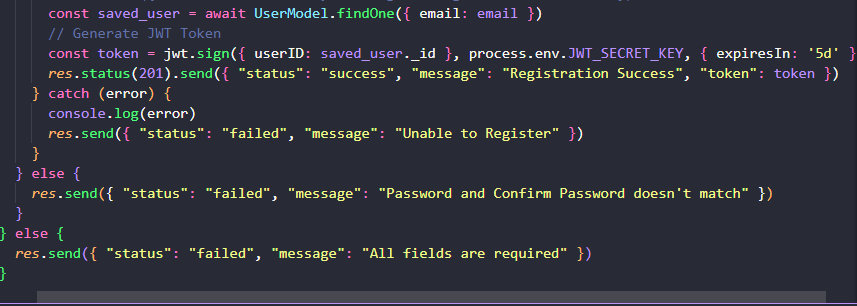 const saved_user = await UserModel.findOne({ email: email })
// Generate JWT Token
const token = jwt.sign({ userID: saved_user._id }, process.env.JWT_SECRET_KEY, { expiresIn: '5d' }
res.status(201).send({ "status": "success", "message": "Registration Success", "token": token })
} catch (error) {
console.log(error)
res.send({ "status": "failed", "message": "Unable to Register" })
}
} else {
res.send({ "status": "failed", "message": "Password and Confirm Password doesn't match" })
}
} else {
res.send({ "status": "failed", "message": "All fields are required" })
}